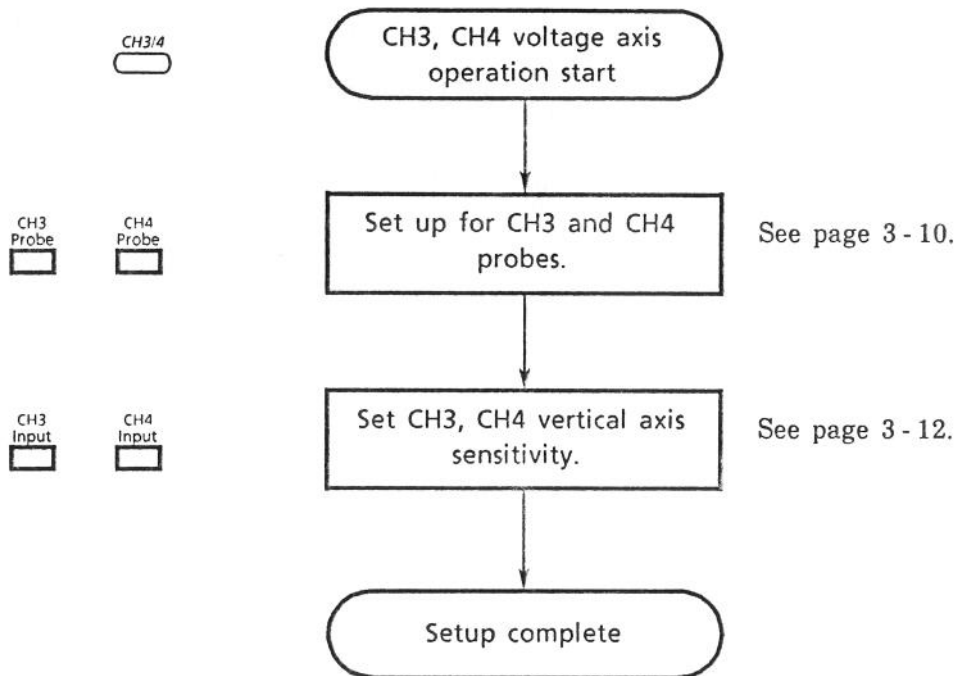 CH3/4
CH3, CH4 voltage axis
operation start
CH3
Probe
CH4
Probe
Set up for CH3 and CH4
probes.
See page 3 - 10.
CH3
Input
CH4
Input
Set CH3, CH4 vertical axis
sensitivity.
See page 3 - 12.
Setup complete